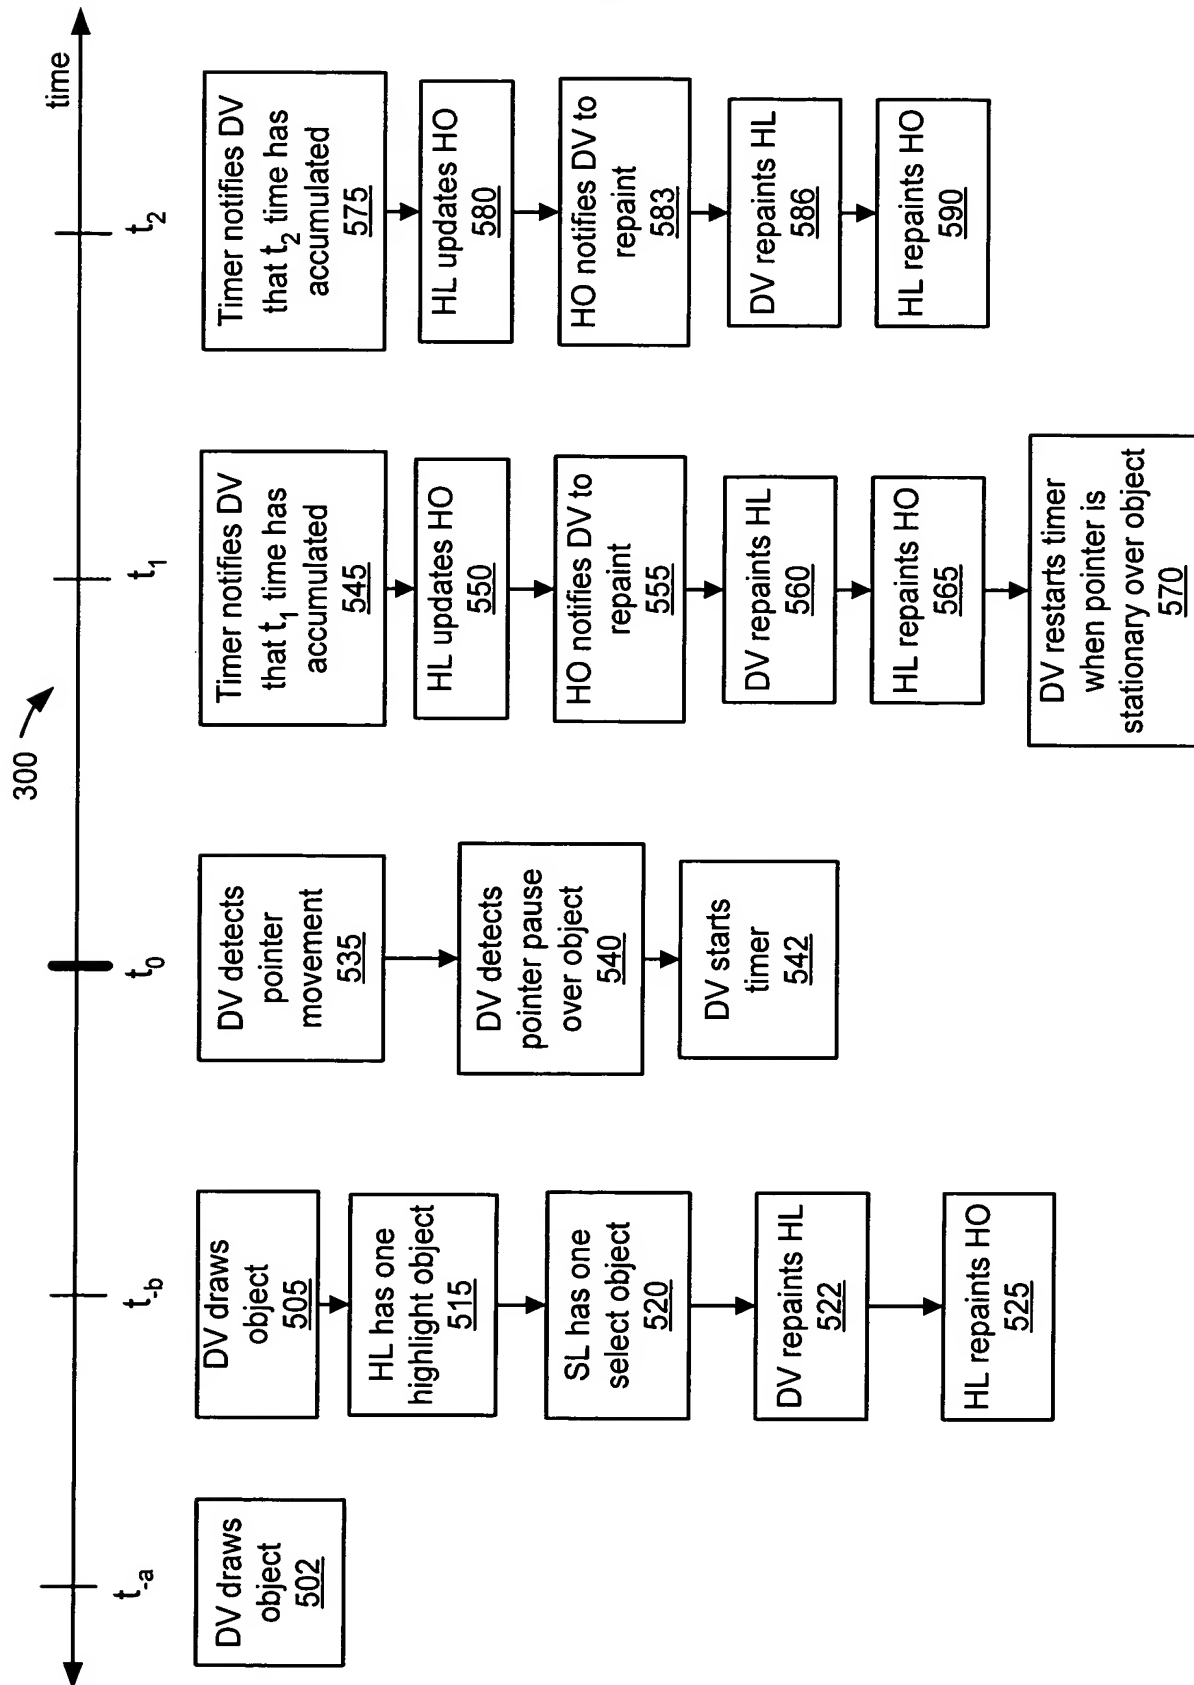 300
time
t-a
t-b
t0
t1
t2
DV draws
object
502
DV draws
object
505
HL has one
highlight object
515
SL has one
select object
520
DV repaints HL
522
HL repaints HO
525
DV detects
pointer
movement
535
DV detects
pointer pause
over object
540
DV starts
timer
542
Timer notifies DV
that t1 time has
accumulated
545
HL updates HO
550
HO notifies DV to
repaint
555
DV repaints HL
560
HL repaints HO
565
DV restarts timer
when pointer is
stationary over object
570
Timer notifies DV
that t2 time has
accumulated
575
HL updates HO
580
HO notifies DV to
repaint
583
DV repaints HL
586
HL repaints HO
590